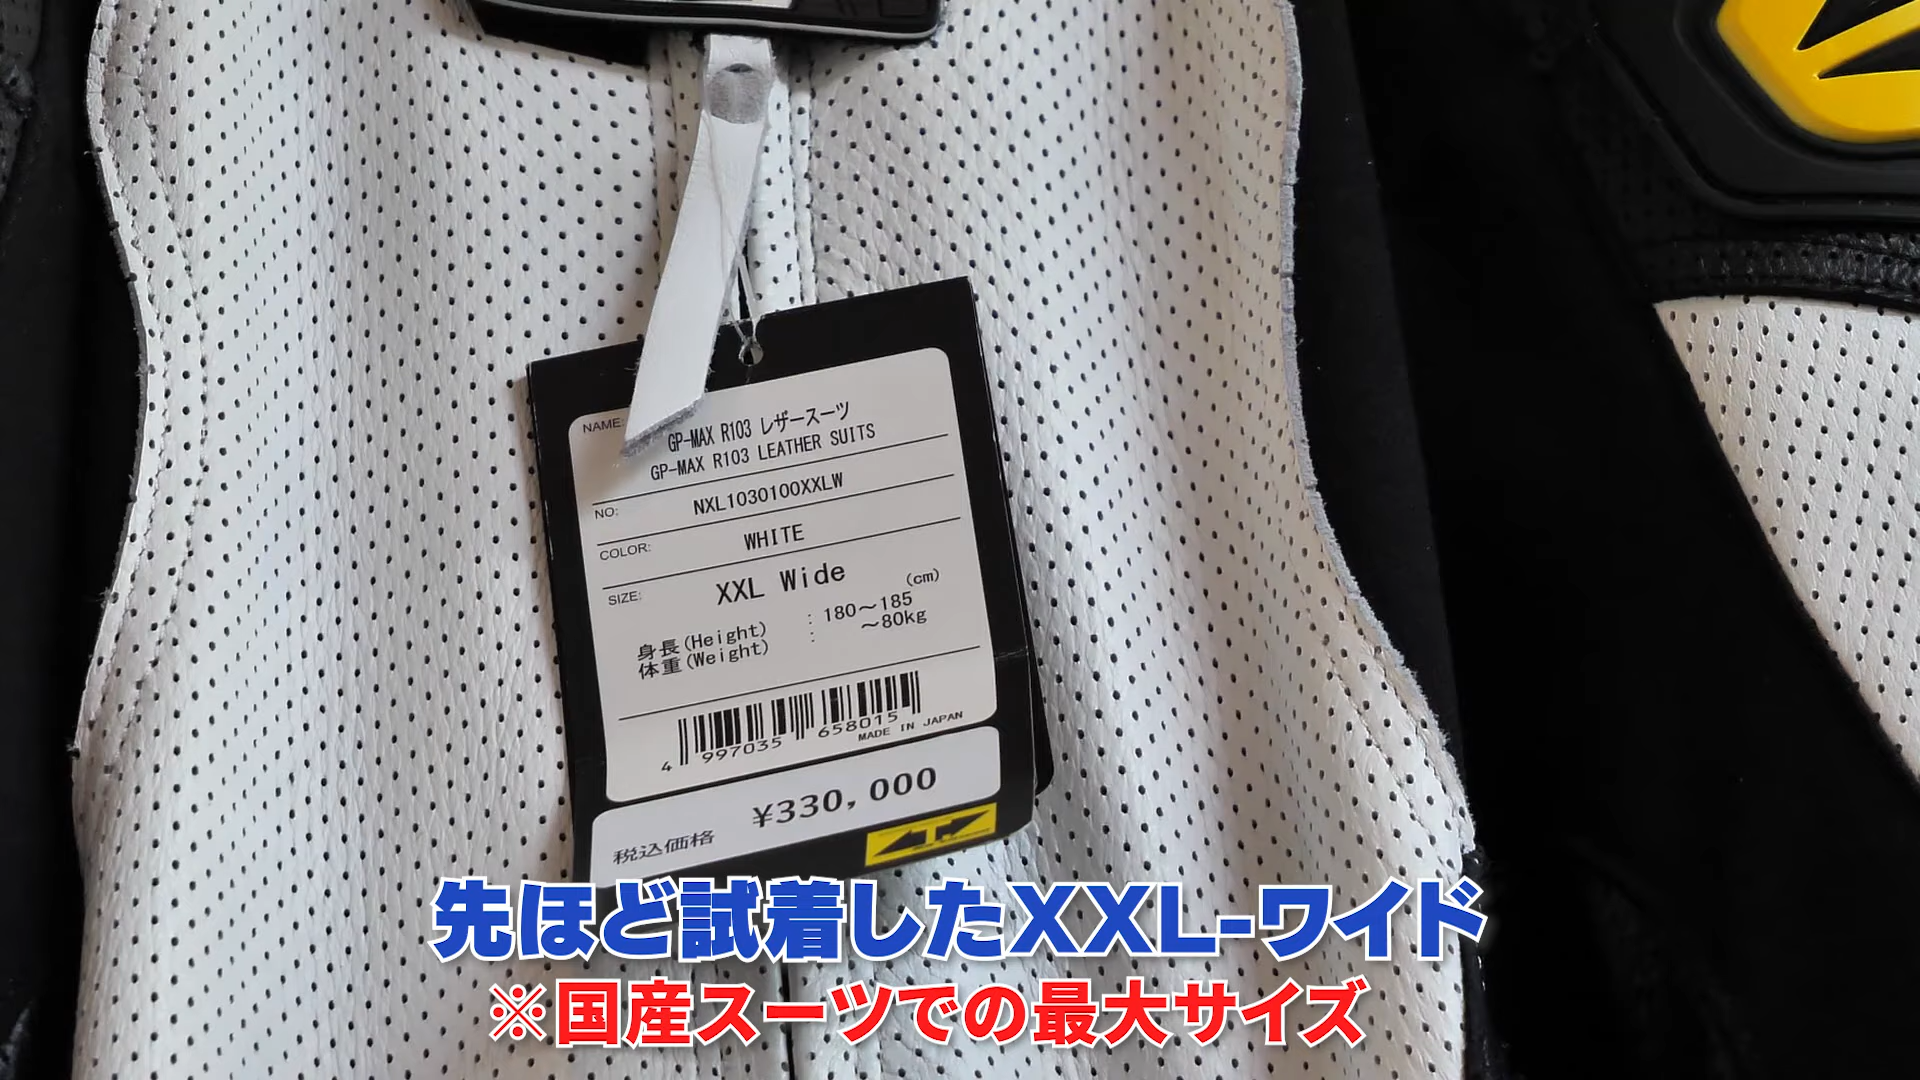 NAME:
GP-MAX R103 レザースーツ
GP-MAX R103 LEATHER SUITS
NO:
NXL1030100XXLW
COLOR:
WHITE
SIZE:
XXL Wide
(cm)
身長(Height) : 180～185
体重(Weight) : ～80kg
4 997035 658015
MADE IN JAPAN
税込価格 ¥330,000
先ほど試着したXXL-ワイド
※国産スーツでの最大サイズ